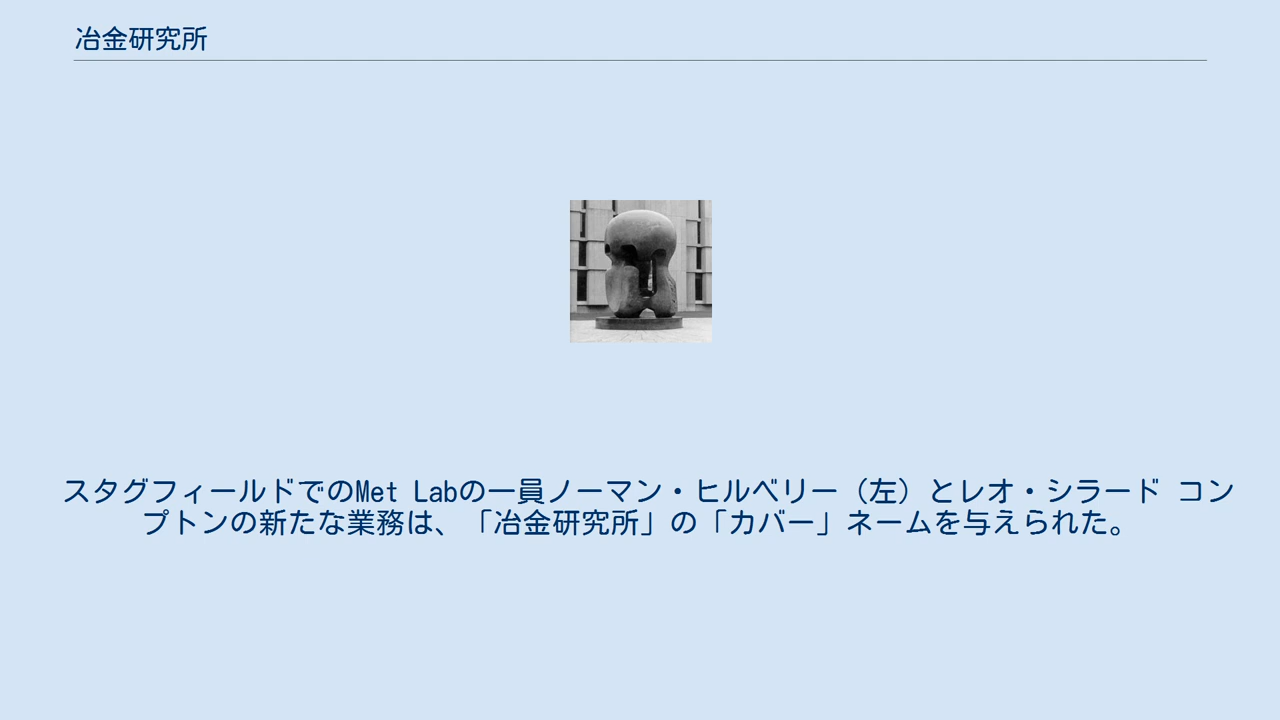 冶金研究所
スタグフィールドでのMet Labの一員ノーマン・ヒルベリー（左）とレオ・シラード コン
プトンの新たな業務は、「冶金研究所」の「カバー」ネームを与えられた。